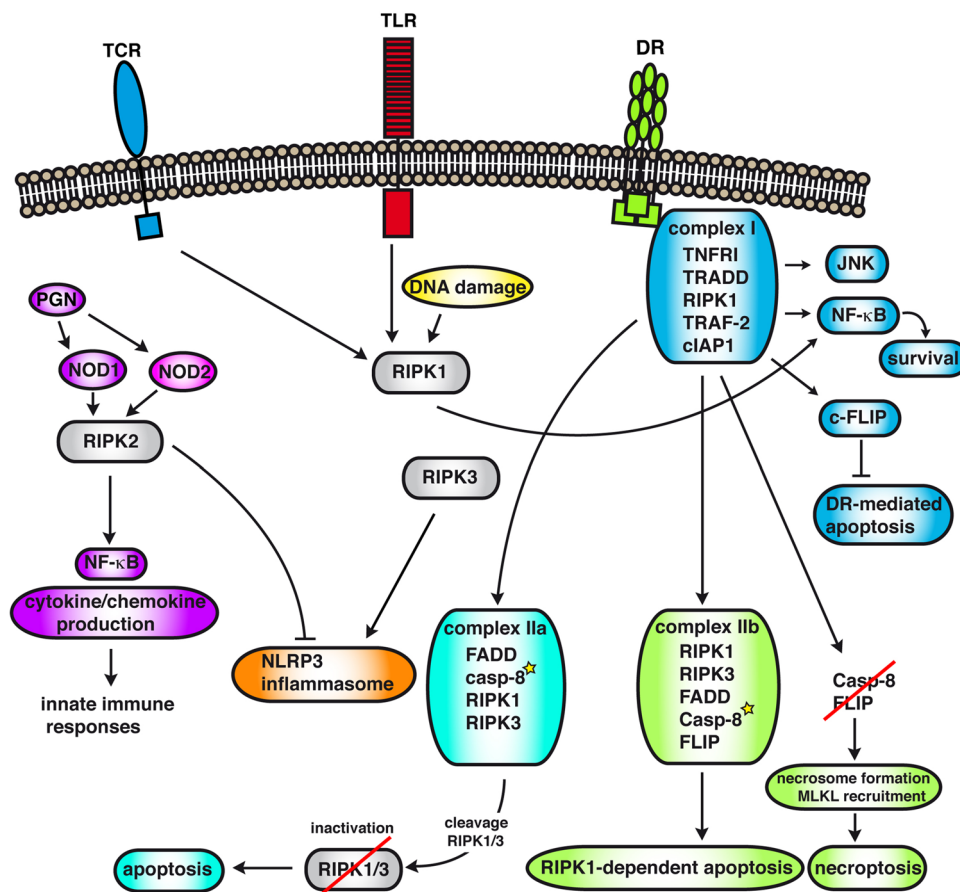 TCR
TLR
DR
complex I
TNFRI
TRADD
RIPK1
TRAF-2
cIAP1
JNK
NF-κB
survival
c-FLIP
DR-mediated
apoptosis
PGN
NOD1
NOD2
RIPK2
DNA damage
RIPK1
RIPK3
NF-κB
cytokine/chemokine
production
innate immune
responses
NLRP3
inflammasome
complex IIa
FADD
casp-8
RIPK1
RIPK3
complex IIb
RIPK1
RIPK3
FADD
Casp-8
FLIP
Casp-8
FLIP
necrosome formation
MLKL recruitment
cleavage
RIPK1/3
inactivation
RIPK1/3
apoptosis
RIPK1-dependent apoptosis
necroptosis